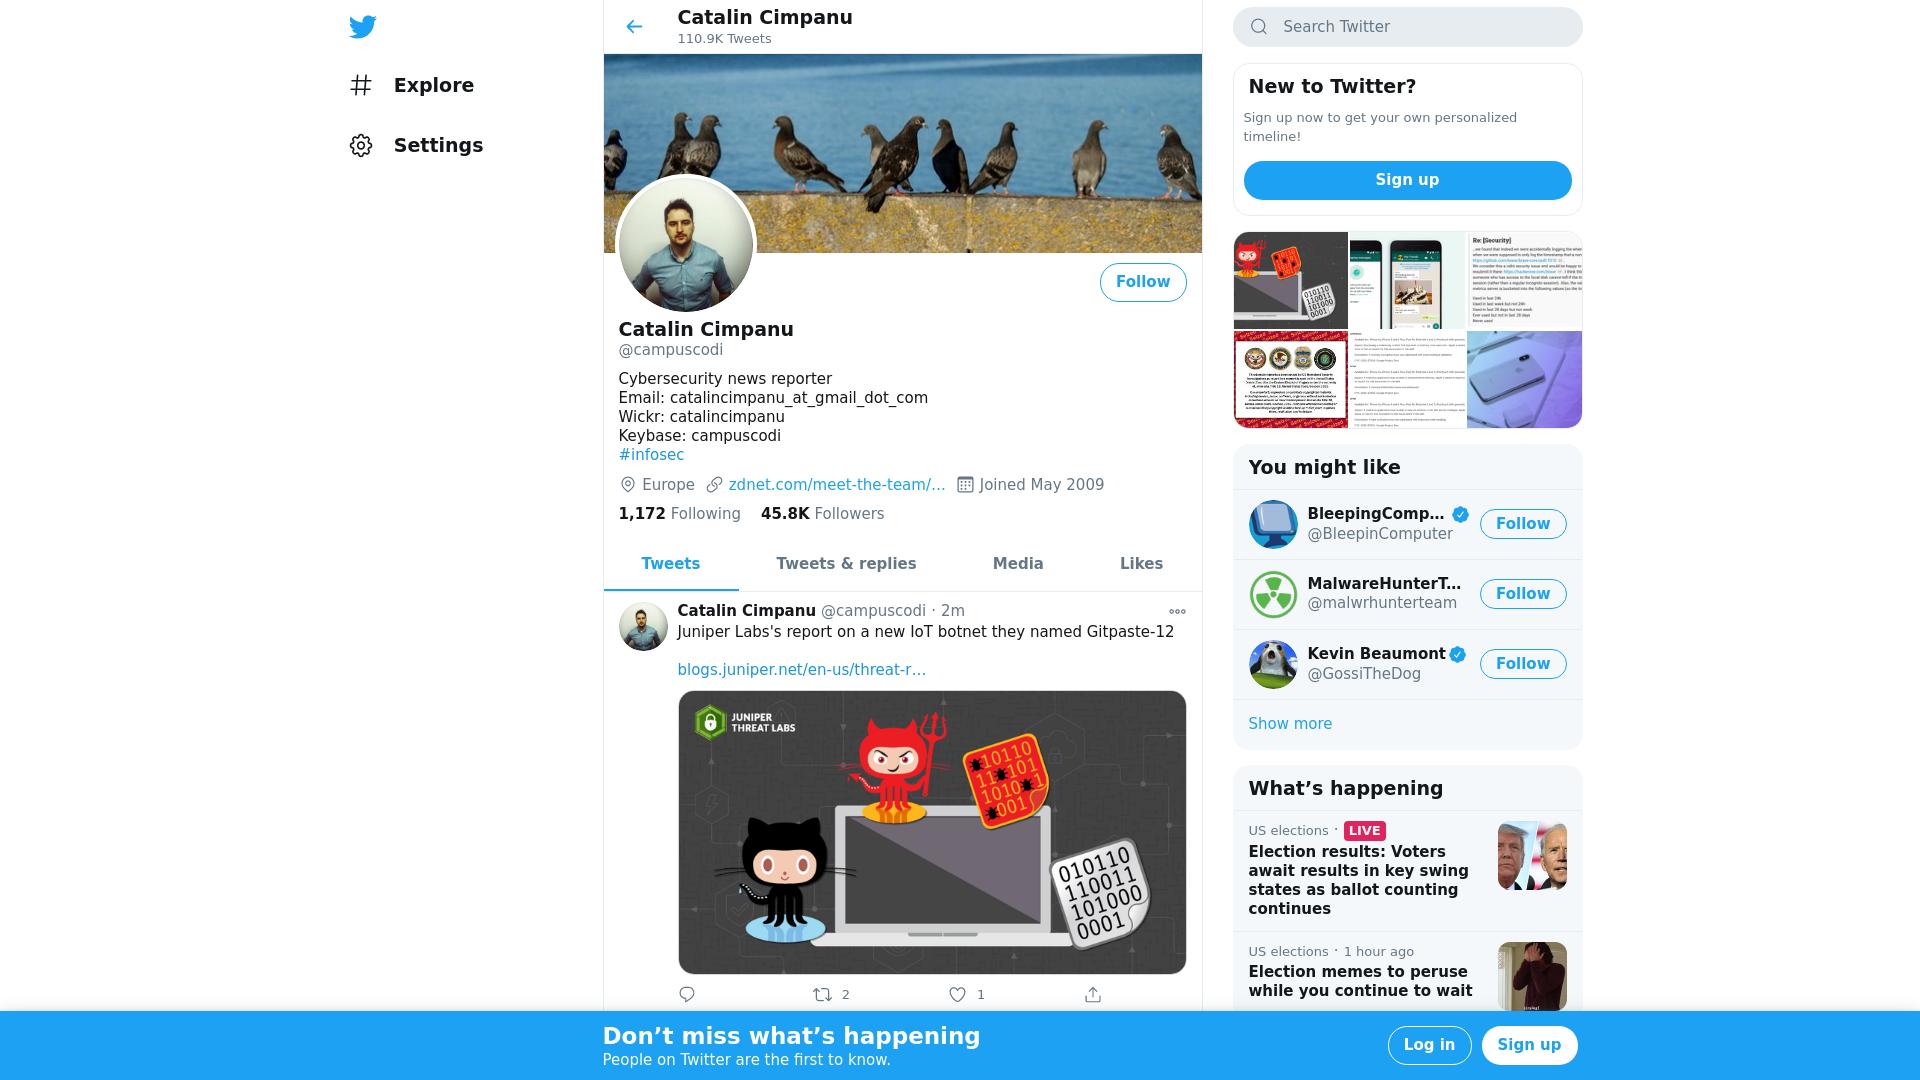 Catalin Cimpanu
110.9K Tweets
Search Twitter
Explore
Settings
New to Twitter?
Sign up now to get your own personalized
timeline!
Sign up
Follow
Catalin Cimpanu
@campuscodi
Cybersecurity news reporter
Email: catalincimpanu_at_gmail_dot_com
Wickr: catalincimpanu
Keybase: campuscodi
#infosec
Europe
zdnet.com/meet-the-team/…
Joined May 2009
1,172 Following
45.8K Followers
Tweets
Tweets & replies
Media
Likes
Catalin Cimpanu @campuscodi · 2m
Juniper Labs's report on a new IoT botnet they named Gitpaste-12
blogs.juniper.net/en-us/threat-r…
JUNIPER
THREAT LABS
10110
101
1010
001
010110
110011
101000
0001
2
1
Re: [Security]
010110
110011
101000
0001
You might like
BleepingComp…
@BleepinComputer
Follow
MalwareHunterT…
@malwrhunterteam
Follow
Kevin Beaumont
@GossiTheDog
Follow
Show more
What’s happening
US elections · LIVE
Election results: Voters
await results in key swing
states as ballot counting
continues
US elections · 1 hour ago
Election memes to peruse
while you continue to wait
Don’t miss what’s happening
People on Twitter are the first to know.
Log in
Sign up